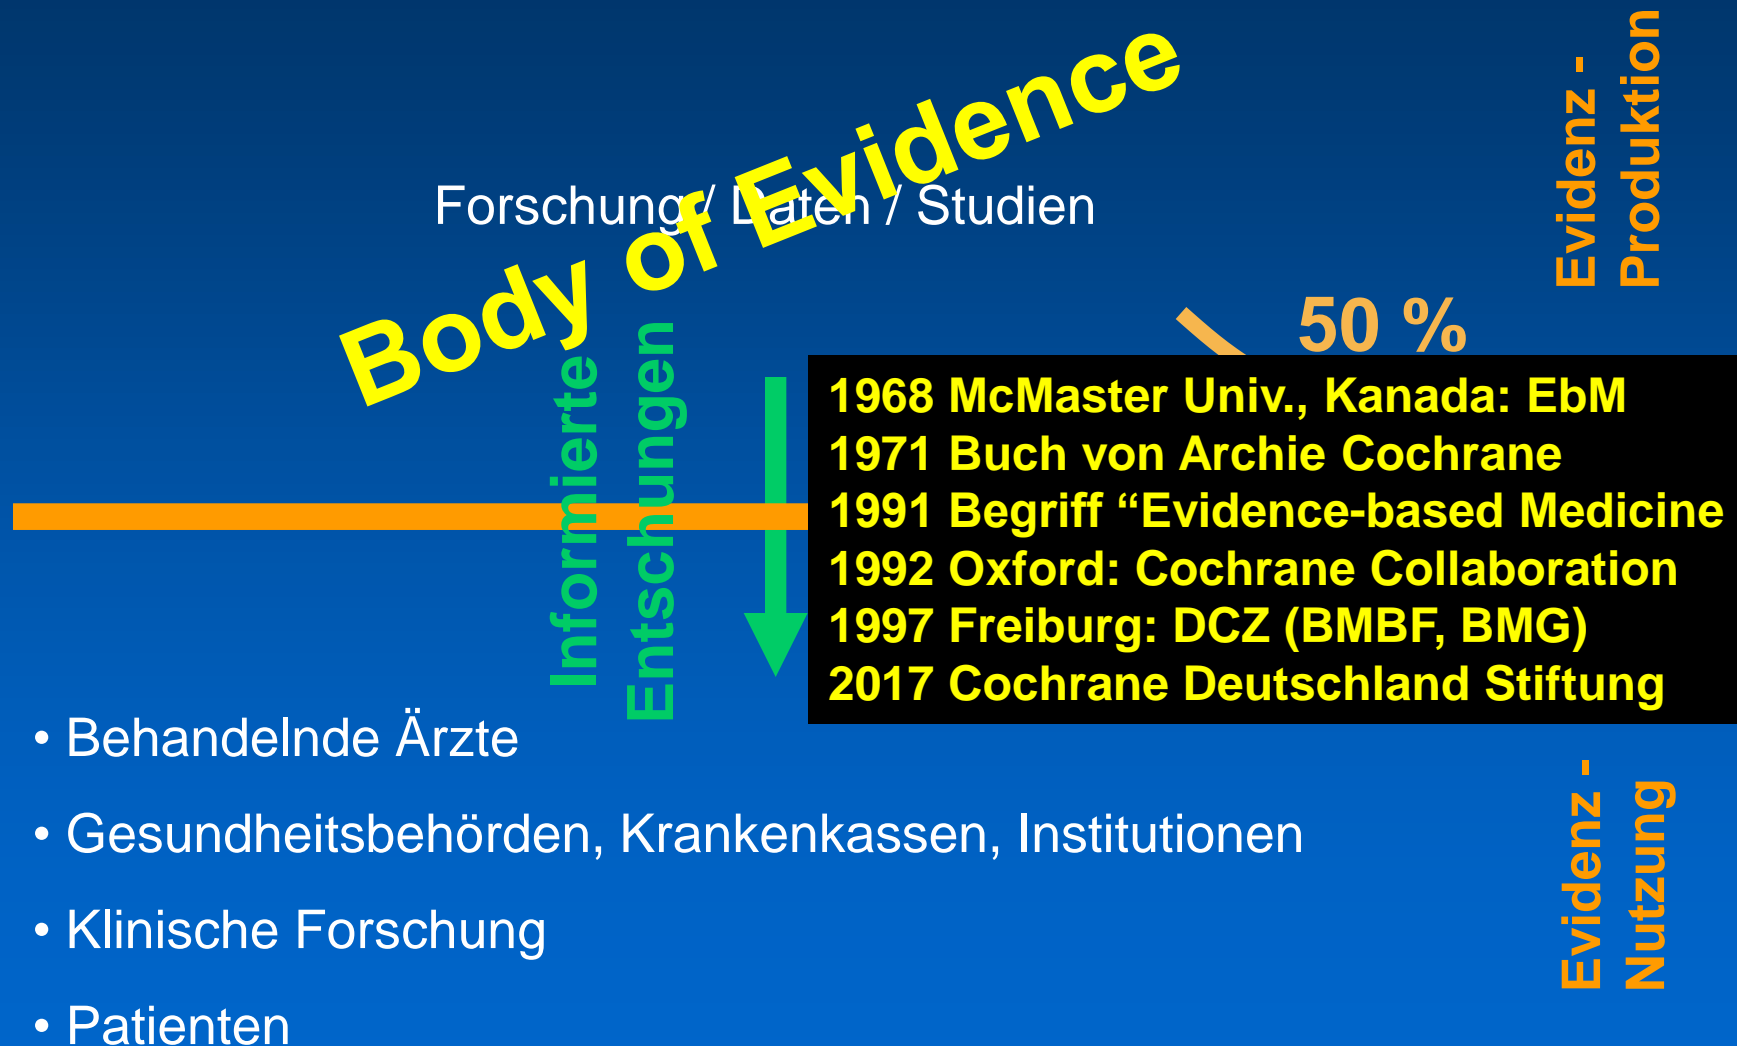 Body of Evidence
Forschung / Daten / Studien
Evidenz -
Produktion
50 %
Informierte
Entschungen
1968 McMaster Univ., Kanada: EbM
1971 Buch von Archie Cochrane
1991 Begriff “Evidence-based Medicine
1992 Oxford: Cochrane Collaboration
1997 Freiburg: DCZ (BMBF, BMG)
2017 Cochrane Deutschland Stiftung
• Behandelnde Ärzte
• Gesundheitsbehörden, Krankenkassen, Institutionen
• Klinische Forschung
• Patienten
Evidenz -
Nutzung